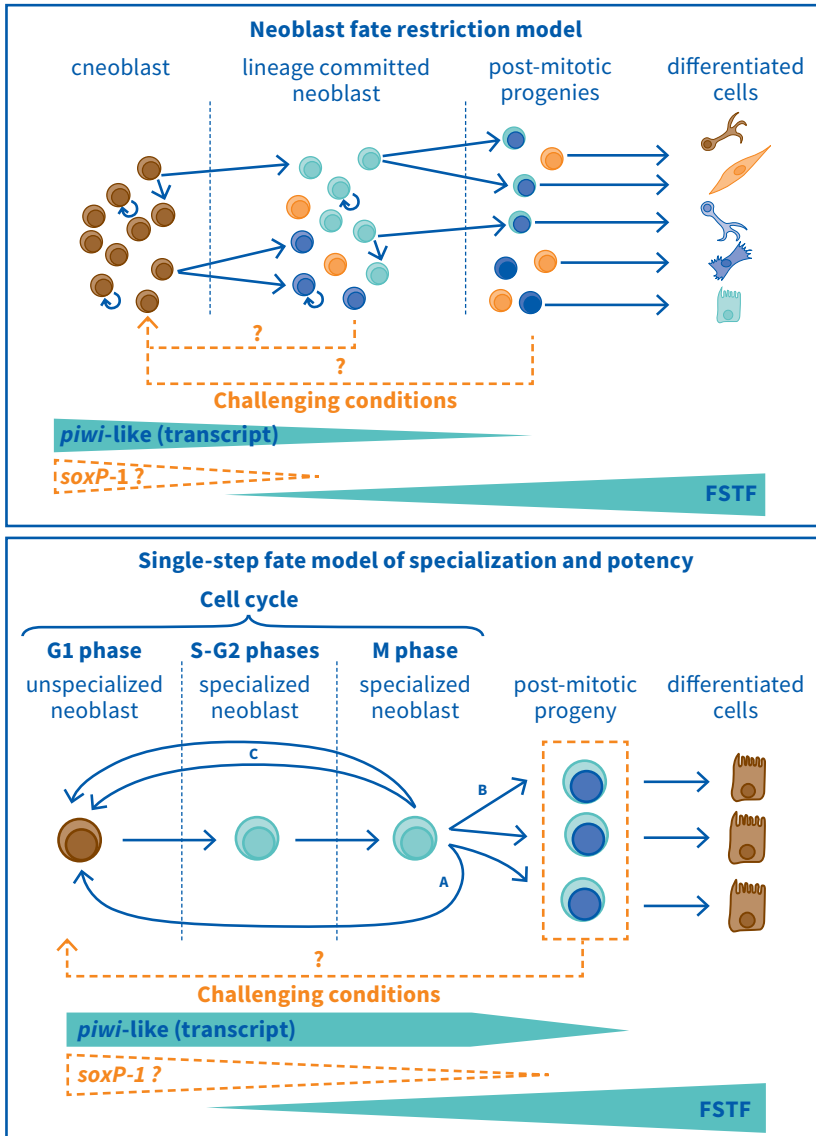 Neoblast fate restriction model
cneoblast
lineage committed
neoblast
post-mitotic
progenies
differentiated
cells
?
?
Challenging conditions
piwi-like (transcript)
soxP-1 ?
FSTF
Single-step fate model of specialization and potency
Cell cycle
G1 phase
S-G2 phases
M phase
unspecialized
neoblast
specialized
neoblast
specialized
neoblast
post-mitotic
progeny
differentiated
cells
C
B
A
?
Challenging conditions
piwi-like (transcript)
soxP-1 ?
FSTF